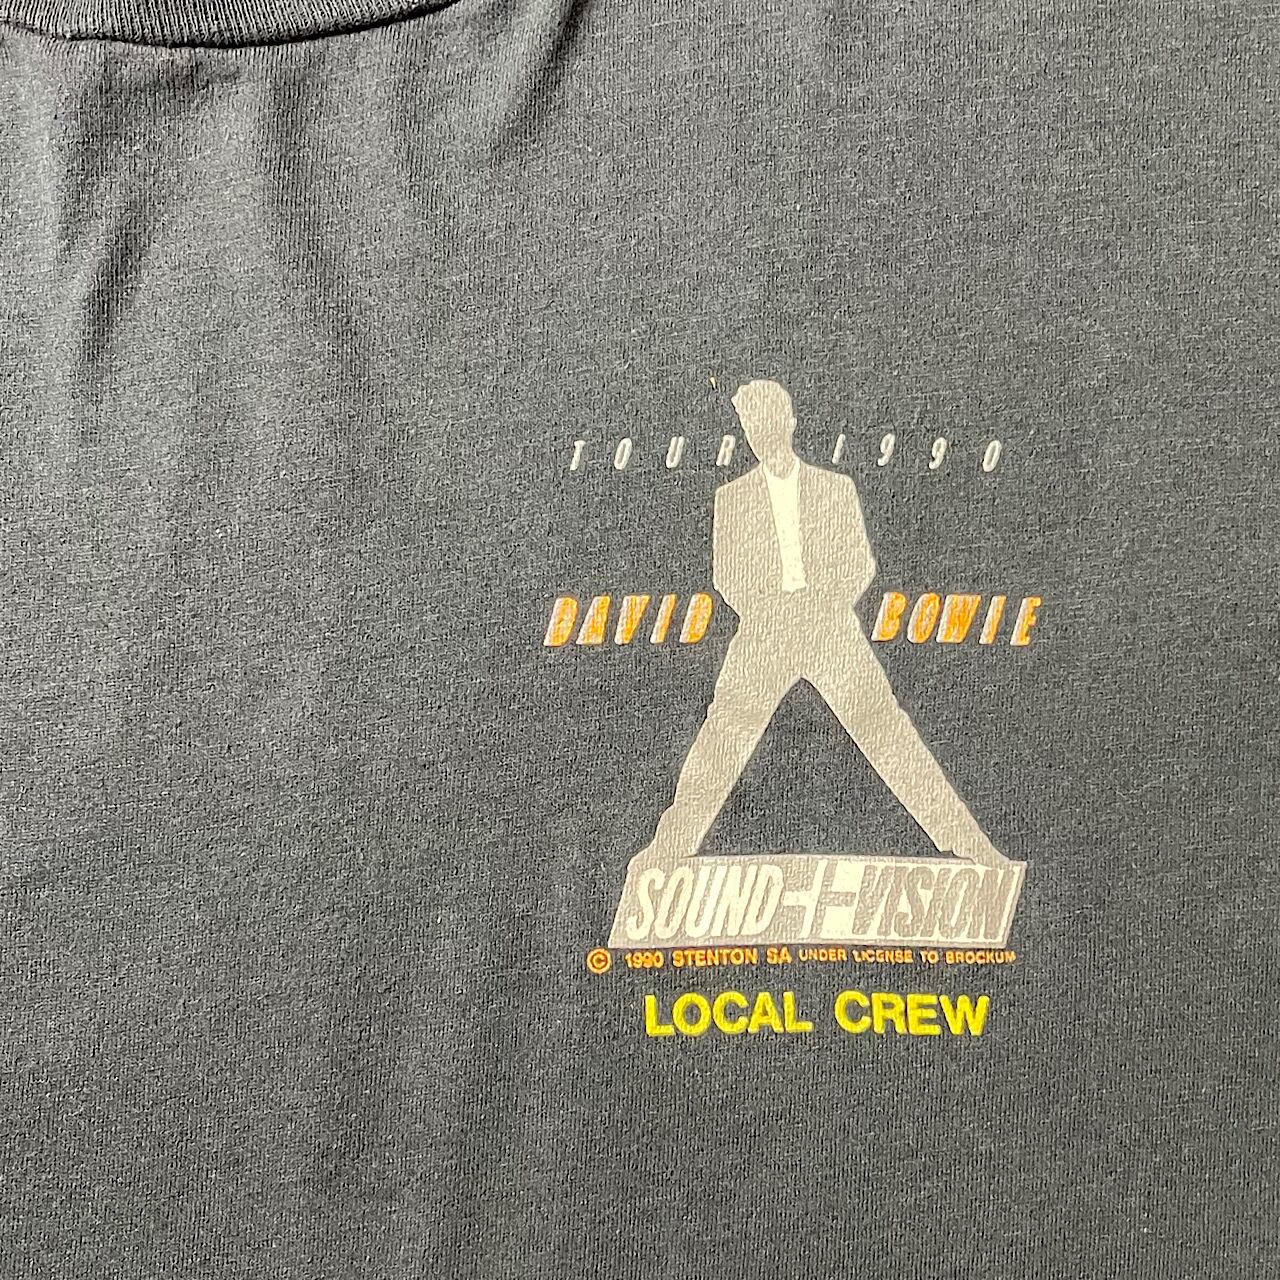 TOUR 1990
DAVID BOWIE
SOUND+VISION
© 1990 STENTON SA UNDER LICENSE TO BROCKUM
LOCAL CREW